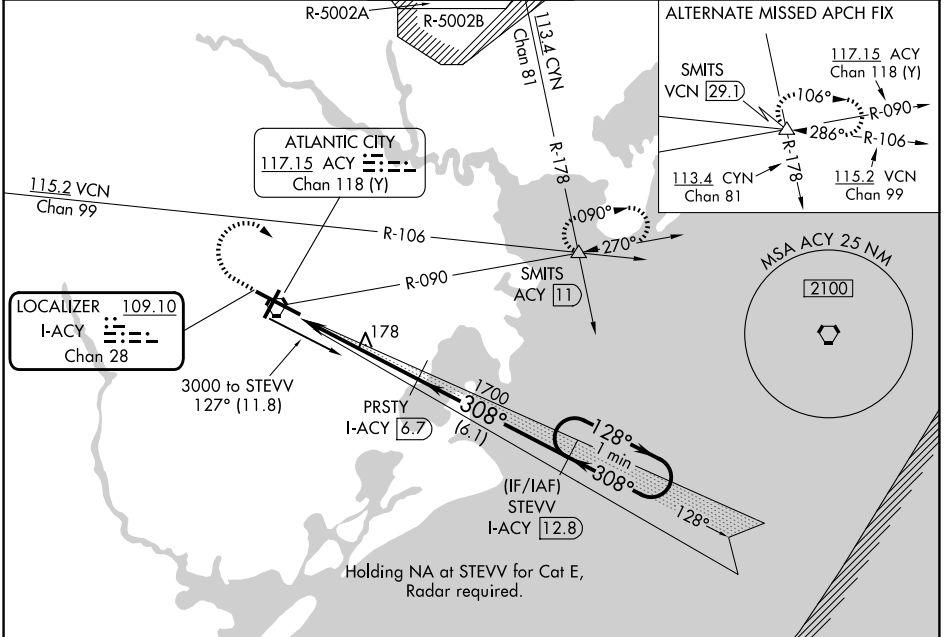 R-5002A
R-5002B
113.4 CYN
Chan 81
R-178
ALTERNATE MISSED APCH FIX
SMITS
VCN 29.1
117.15 ACY
Chan 118 (Y)
106°
R-090
286°
R-106
R-178
113.4 CYN
Chan 81
115.2 VCN
Chan 99
ATLANTIC CITY
117.15 ACY
Chan 118 (Y)
115.2 VCN
Chan 99
R-106
090°
270°
R-090
SMITS
ACY 11
MSA ACY 25 NM
2100
LOCALIZER 109.10
I-ACY
Chan 28
178
3000 to STEVV
127° (11.8)
PRSTY
I-ACY 6.7
1700
308°
(6.1)
128°
1 min
308°
128°
(IF/IAF)
STEVV
I-ACY 12.8
Holding NA at STEVV for Cat E,
Radar required.